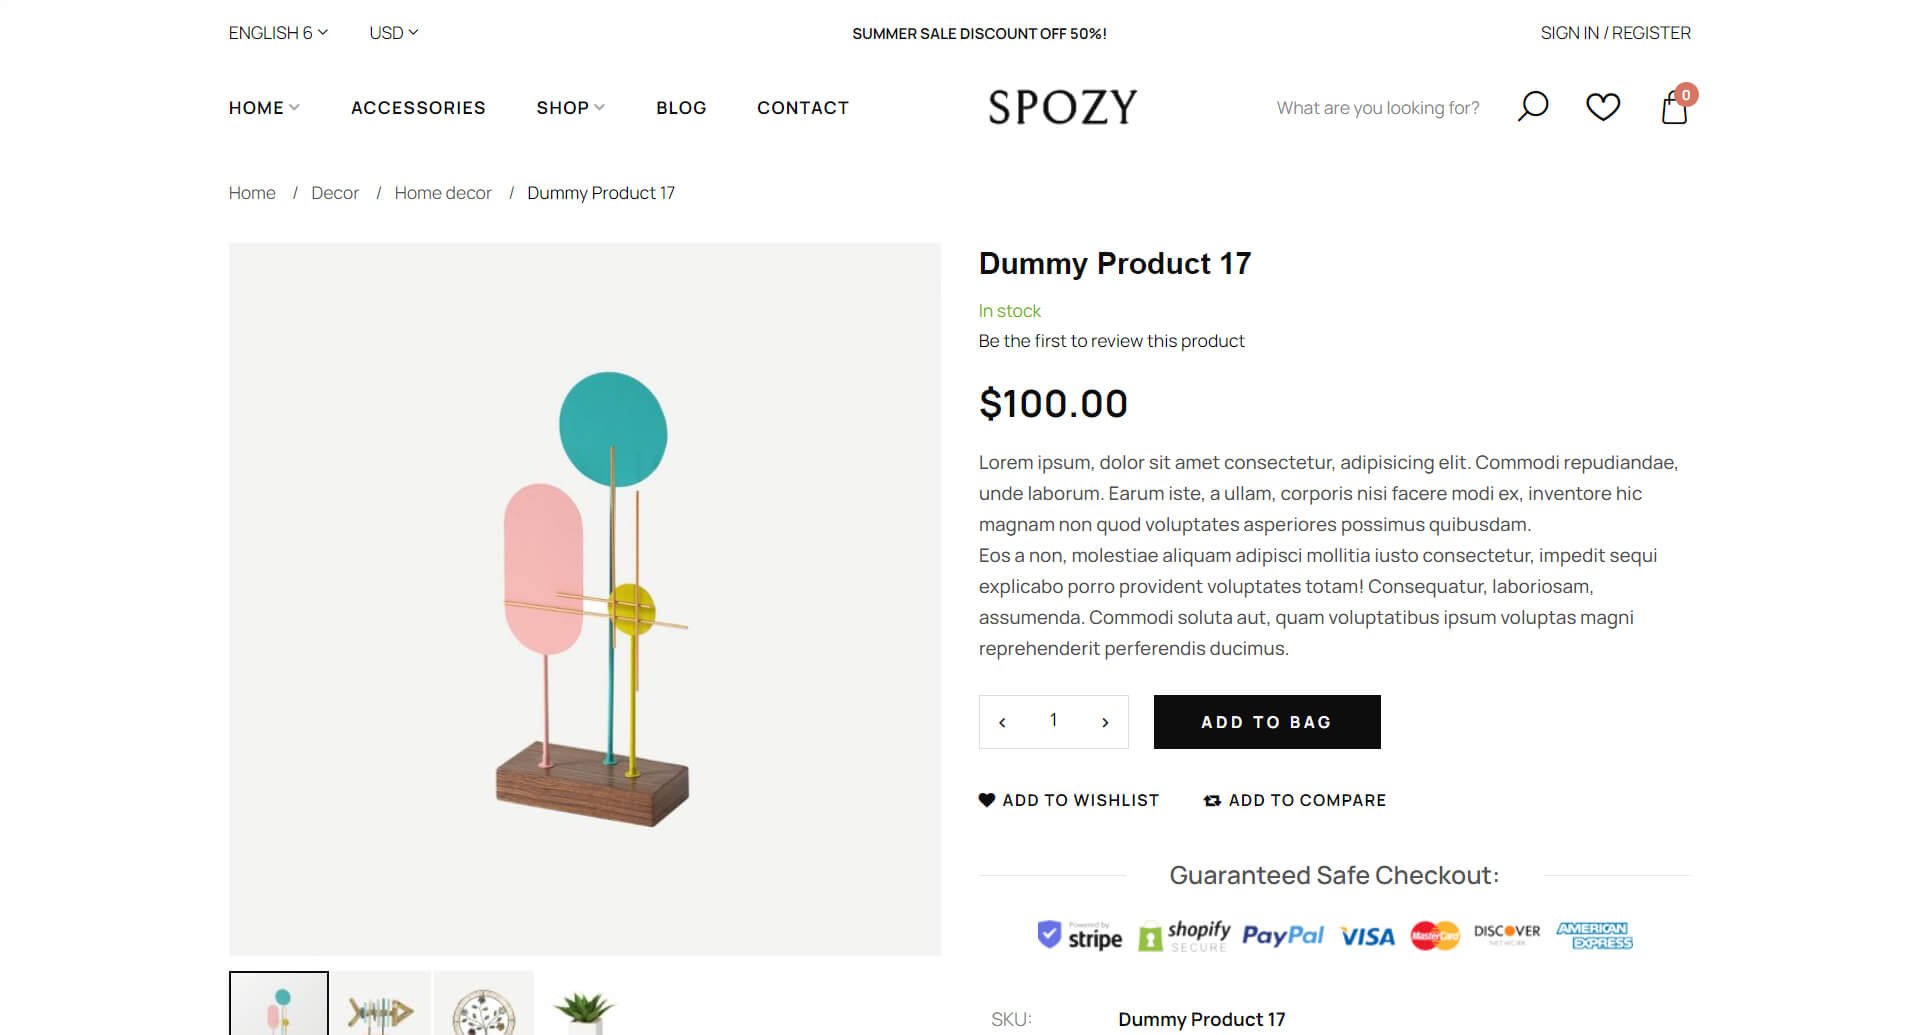 ENGLISH 6
USD
SUMMER SALE DISCOUNT OFF 50%!
SIGN IN / REGISTER
HOME
ACCESSORIES
SHOP
BLOG
CONTACT
SPOZY
What are you looking for?
0
Home / Decor / Home decor / Dummy Product 17
Dummy Product 17
In stock
Be the first to review this product
$100.00
Lorem ipsum, dolor sit amet consectetur, adipisicing elit. Commodi repudiandae,
unde laborum. Earum iste, a ullam, corporis nisi facere modi ex, inventore hic
magnam non quod voluptates asperiores possimus quibusdam.
Eos a non, molestiae aliquam adipisci mollitia iusto consectetur, impedit sequi
explicabo porro provident voluptates totam! Consequatur, laboriosam,
assumenda. Commodi soluta aut, quam voluptatibus ipsum voluptas magni
reprehenderit perferendis ducimus.
1
ADD TO BAG
ADD TO WISHLIST
ADD TO COMPARE
Guaranteed Safe Checkout:
Powered by
stripe
shopify
SECURE
PayPal
VISA
MasterCard
DISCOVER
NETWORK
AMERICAN
EXPRESS
SKU:
Dummy Product 17